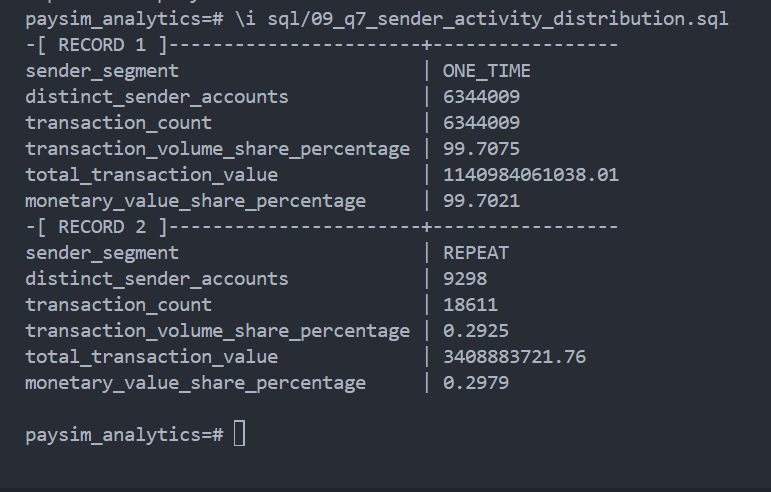 paysim_analytics=# \i sql/09_q7_sender_activity_distribution.sql
-[ RECORD 1 ]-----------------------+-----------------
sender_segment                      | ONE_TIME
distinct_sender_accounts            | 6344009
transaction_count                   | 6344009
transaction_volume_share_percentage | 99.7075
total_transaction_value             | 1140984061038.01
monetary_value_share_percentage     | 99.7021
-[ RECORD 2 ]-----------------------+-----------------
sender_segment                      | REPEAT
distinct_sender_accounts            | 9298
transaction_count                   | 18611
transaction_volume_share_percentage | 0.2925
total_transaction_value             | 3408883721.76
monetary_value_share_percentage     | 0.2979
paysim_analytics=#